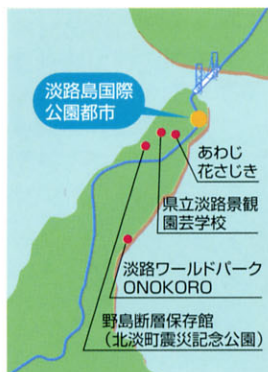 淡路島国際
公園都市
あわじ
花さじき
県立淡路景観
園芸学校
淡路ワールドパーク
ONOKORO
野島断層保存館
(北淡町震災記念公園)